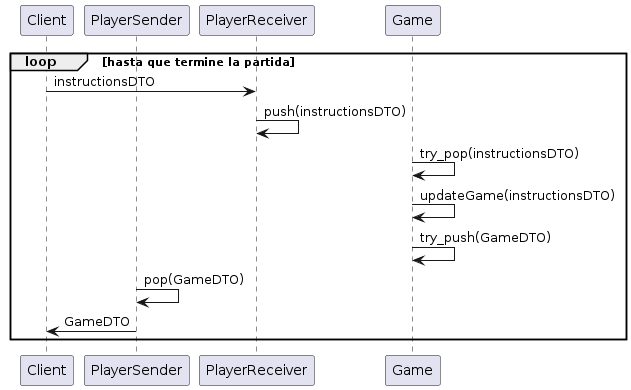 Client PlayerSender PlayerReceiver Game
loop [hasta que termine la partida]
instructionsDTO
push(instructionsDTO)
try_pop(instructionsDTO)
updateGame(instructionsDTO)
try_push(GameDTO)
pop(GameDTO)
GameDTO
Client PlayerSender PlayerReceiver Game